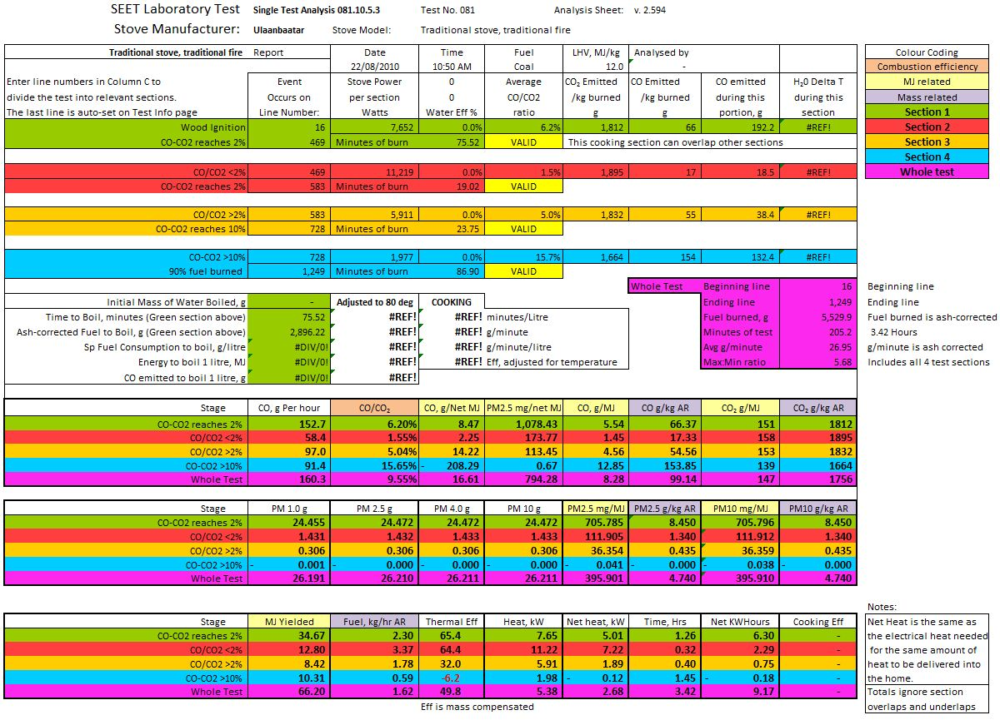 SEET Laboratory Test Single Test Analysis 081.10.5.3 Test No. 081 Analysis Sheet: v. 2.594
Stove Manufacturer: Ulaanbaatar Stove Model: Traditional stove, traditional fire
Traditional stove, traditional fire Report Date Time Fuel LHV, MJ/kg Analysed by Colour Coding
22/08/2010 10:50 AM Coal 12.0 - Combustion efficiency
Enter line numbers in Column C to Event Stove Power 0 Average CO₂ Emitted CO Emitted CO emitted H₂0 Delta T MJ related
divide the test into relevant sections. Occurs on per section 0 CO/CO2 /kg burned /kg burned during this during this Mass related
The last line is auto-set on Test Info page Line Number: Watts Water Eff % ratio g g portion, g section Section 1
Wood Ignition 16 7,652 0.0% 6.2% 1,812 66 192.2 #REF! Section 2
CO-CO2 reaches 2% 469 Minutes of burn 75.52 VALID This cooking section can overlap other sections Section 3
Section 4
CO/CO2 <2% 469 11,219 0.0% 1.5% 1,895 17 18.5 #REF! Whole test
CO-CO2 reaches 2% 583 Minutes of burn 19.02 VALID
CO/CO2 >2% 583 5,911 0.0% 5.0% 1,832 55 38.4 #REF!
CO-CO2 reaches 10% 728 Minutes of burn 23.75 VALID
CO-CO2 >10% 728 1,977 0.0% 15.7% 1,664 154 132.4 #REF!
90% fuel burned 1,249 Minutes of burn 86.90 VALID
Whole Test Beginning line 16 Beginning line
Initial Mass of Water Boiled, g - Adjusted to 80 deg COOKING Ending line 1,249 Ending line
Time to Boil, minutes (Green section above) 75.52 #REF! #REF! minutes/Litre Fuel burned, g 5,529.9 Fuel burned is ash-corrected
Ash-corrected Fuel to Boil, g (Green section above) 2,896.22 #REF! #REF! g/minute Minutes of test 205.2 3.42 Hours
Sp Fuel Consumption to boil, g/litre #DIV/0! #REF! #REF! g/minute/litre Avg g/minute 26.95 g/minute is ash corrected
Energy to boil 1 litre, MJ #DIV/0! #REF! #REF! Eff, adjusted for temperature Max:Min ratio 5.68 Includes all 4 test sections
CO emitted to boil 1 litre, g #DIV/0! #REF!
Stage CO, g Per hour CO/CO₂ CO, g/Net MJ PM2.5 mg/net MJ CO, g/MJ CO g/kg AR CO₂ g/MJ CO₂ g/kg AR
CO-CO2 reaches 2% 152.7 6.20% 8.47 1,078.43 5.54 66.37 151 1812
CO/CO2 <2% 58.4 1.55% 2.25 173.77 1.45 17.33 158 1895
CO/CO2 >2% 97.0 5.04% 14.22 113.45 4.56 54.56 153 1832
CO-CO2 >10% 91.4 15.65% - 208.29 0.67 12.85 153.85 139 1664
Whole Test 160.3 9.55% 16.61 794.28 8.28 99.14 147 1756
Stage PM 1.0 g PM 2.5 g PM 4.0 g PM 10 g PM2.5 mg/MJ PM2.5 g/kg AR PM10 mg/MJ PM10 g/kg AR
CO-CO2 reaches 2% 24.455 24.472 24.472 24.472 705.785 8.450 705.796 8.450
CO/CO2 <2% 1.431 1.432 1.433 1.433 111.905 1.340 111.912 1.340
CO/CO2 >2% 0.306 0.306 0.306 0.306 36.354 0.435 36.359 0.435
CO-CO2 >10% - 0.001 - 0.000 - 0.000 - 0.000 - 0.041 - 0.000 - 0.038 - 0.000
Whole Test 26.191 26.210 26.211 26.211 395.901 4.740 395.910 4.740
Notes:
Stage MJ Yielded Fuel, kg/hr AR Thermal Eff Heat, kW Net heat, kW Time, Hrs Net KWHours Cooking Eff Net Heat is the same as
CO-CO2 reaches 2% 34.67 2.30 65.4 7.65 5.01 1.26 6.30 - the electrical heat needed
CO/CO2 <2% 12.80 3.37 64.4 11.22 7.22 0.32 2.29 - for the same amount of
CO/CO2 >2% 8.42 1.78 32.0 5.91 1.89 0.40 0.75 - heat to be delivered into
CO-CO2 >10% 10.31 0.59 -6.2 1.98 - 0.12 1.45 - 0.18 - the home.
Whole Test 66.20 1.62 49.8 5.38 2.68 3.42 9.17 - Totals ignore section
Eff is mass compensated overlaps and underlaps